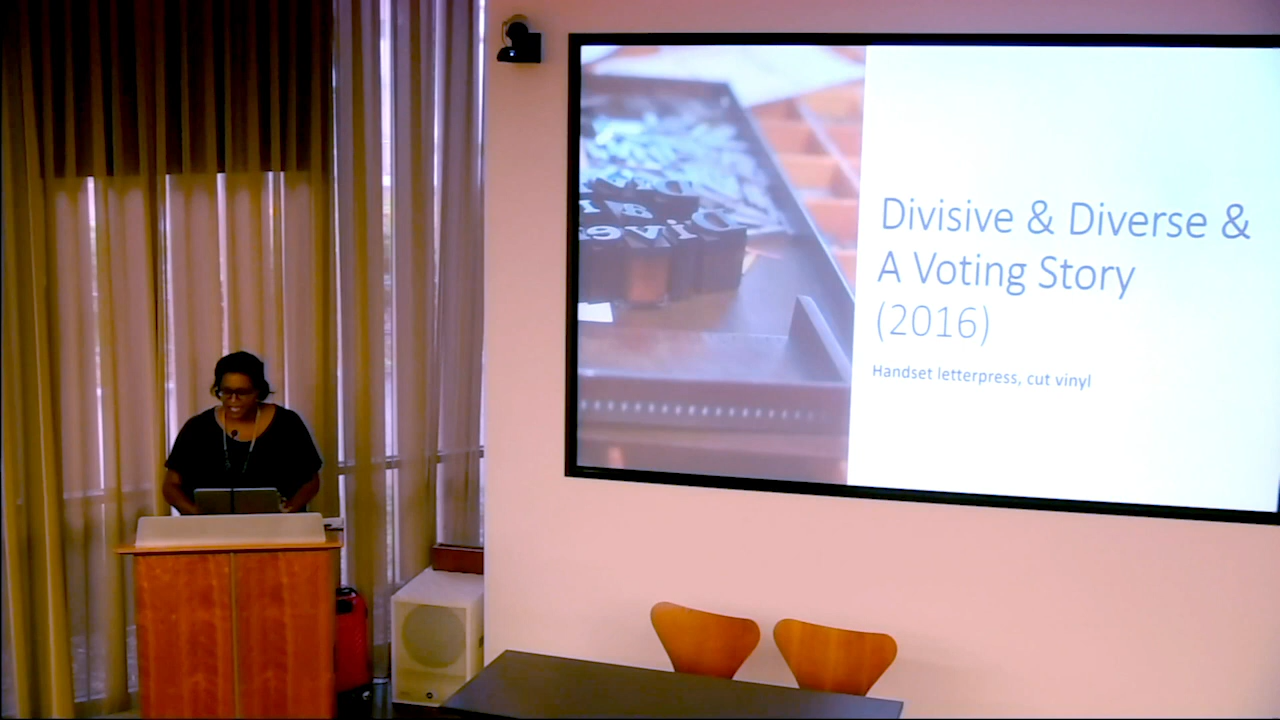 Divisive & Diverse &
A Voting Story
(2016)
Handset letterpress, cut vinyl